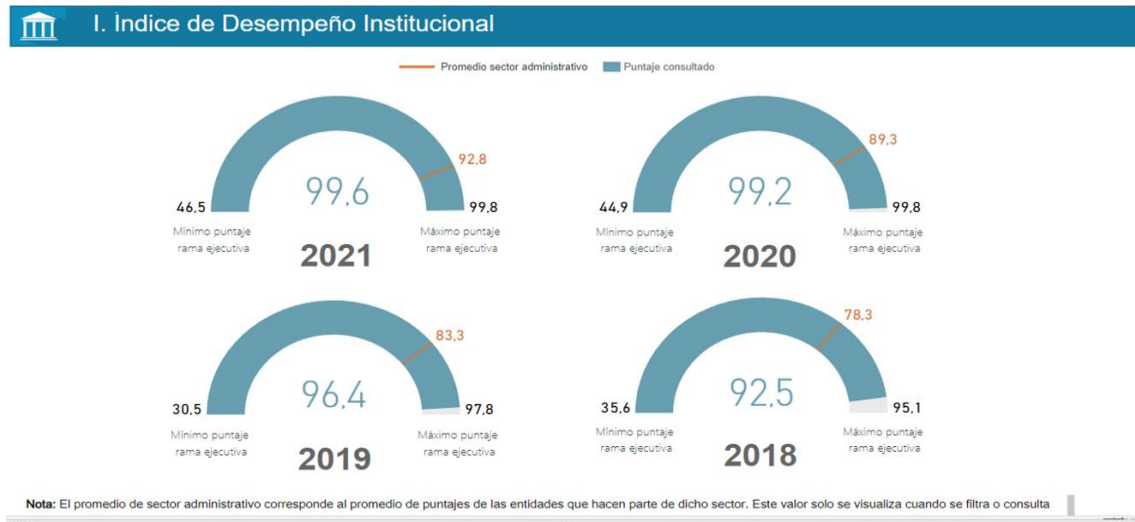 I. Índice de Desempeño Institucional
Promedio sector administrativo Puntaje consultado
92,8
99,6
46,5
99,8
Mínimo puntaje
rama ejecutiva
Máximo puntaje
rama ejecutiva
2021
89,3
99,2
44,9
99,8
Mínimo puntaje
rama ejecutiva
Máximo puntaje
rama ejecutiva
2020
83,3
96,4
30,5
97,8
Mínimo puntaje
rama ejecutiva
Máximo puntaje
rama ejecutiva
2019
78,3
92,5
35,6
95,1
Mínimo puntaje
rama ejecutiva
Máximo puntaje
rama ejecutiva
2018
Nota: El promedio de sector administrativo corresponde al promedio de puntajes de las entidades que hacen parte de dicho sector. Este valor solo se visualiza cuando se filtra o consulta